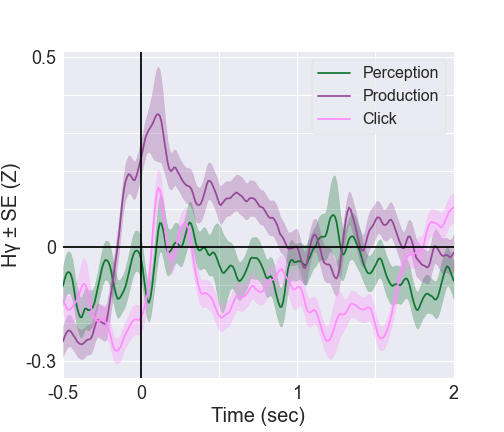 0.5
0
-0.3
Hγ ± SE (Z)
Perception
Production
Click
-0.5
0
1
2
Time (sec)